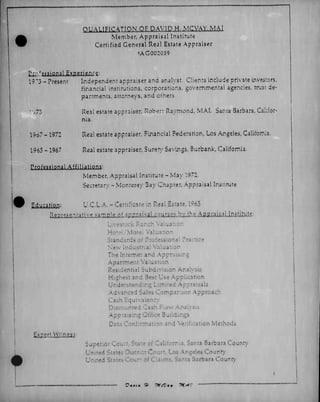 QUALIFICATION OF DAVID H. McVAY, MAI
Member, Appraisal Institute
Certified General Real Estate Appraiser
#AG002059
Professional Experience:
1973 - Present Independent appraiser and analyst. Clients include private investors,
financial institutions, corporations, governmental agencies, trust de-
partments, attorneys, and others
1973 Real estate appraiser, Robert Raymond, MAI. Santa Barbara, Califor-
nia.
1967 - 1972 Real estate appraiser, Financial Federation, Los Angeles, California.
1965 - 1967 Real estate appraiser, Surety Savings, Burbank, California.
Professional Affiliations:
Member, Appraisal Institute - May 1972.
Secretary - Monterey Bay Chapter, Appraisal Institute
Education: U.C.L.A. - Certificate in Real Estate, 1965
Representative sample of appraisal courses by the Appraisal Institute:
Livestock Ranch Valuation
Hotel/Motel Valuation
Standards of Professional Practice
New Industrial Valuation
The Internet and Appraising
Apartment Valuation
Residential Subdivision Analysis
Highest and Best Use Application
Understanding Limited Appraisals
Advanced Sales Comparison Approach
Cash Equivalency
Discounted Cash Flow Analysis
Appraising Office Buildings
Data Confirmation and Verification Methods
Expert Witness:
Superior Court, State of California, Santa Barbara County
United States District Court, Los Angeles County
United States Court of Claims, Santa Barbara County
David H. McVay MAI